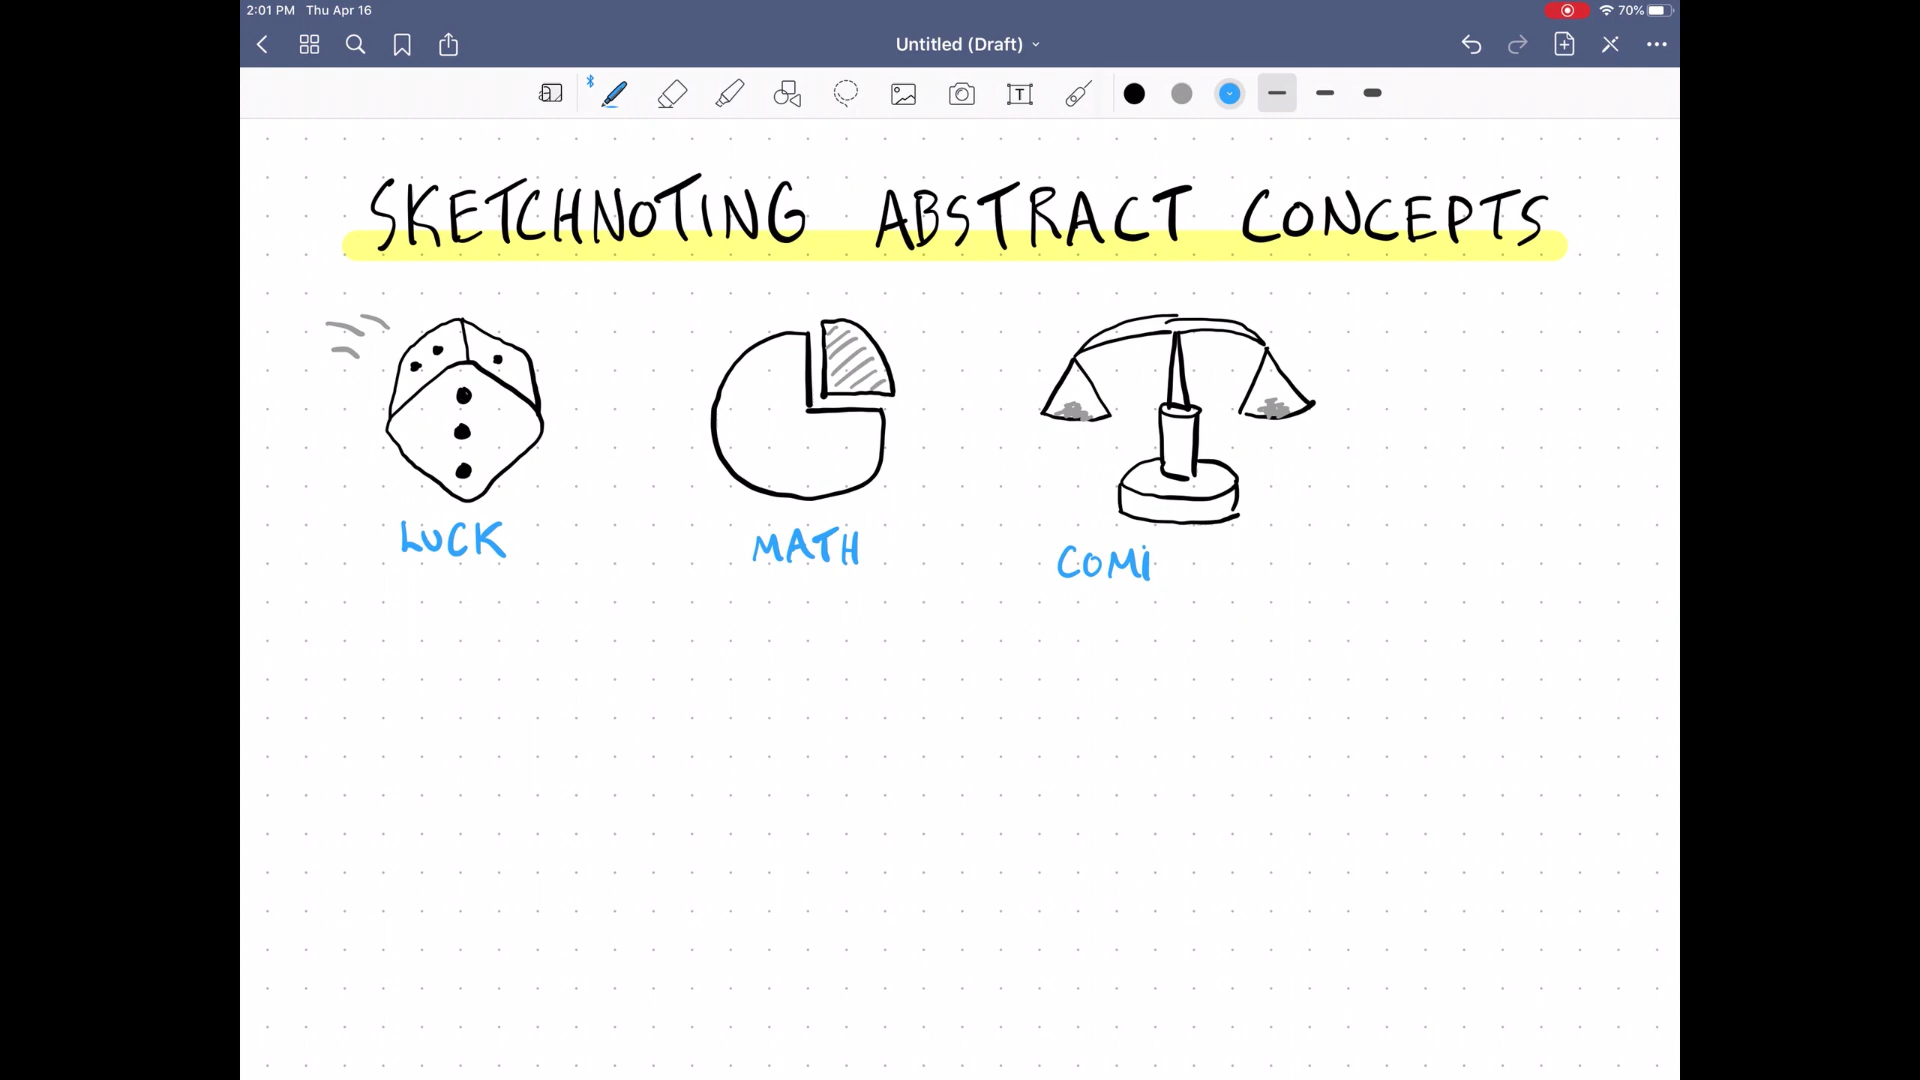 2:01 PM Thu Apr 16
70%
Untitled (Draft)
T
SKETCHNOTING ABSTRACT CONCEPTS
LUCK
MATH
COMi